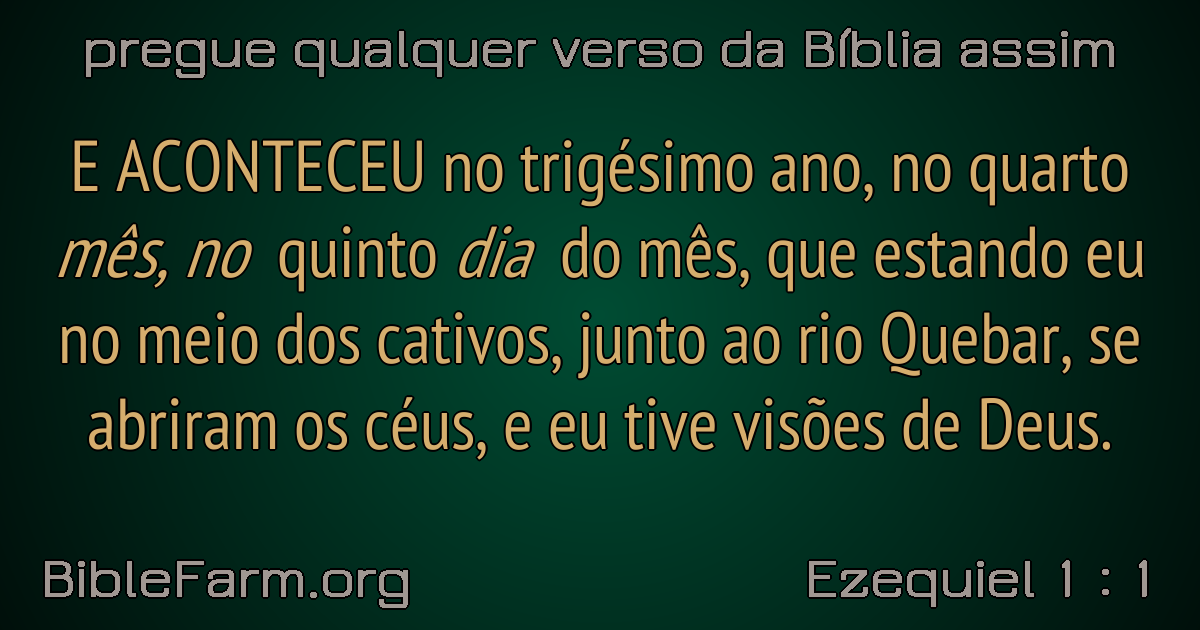 pregue qualquer verso da Bíblia assim
E ACONTECEU no trigésimo ano, no quarto
mês, no quinto dia do mês, que estando eu
no meio dos cativos, junto ao rio Quebar, se
abriram os céus, e eu tive visões de Deus.
BibleFarm.org
Ezequiel 1 : 1